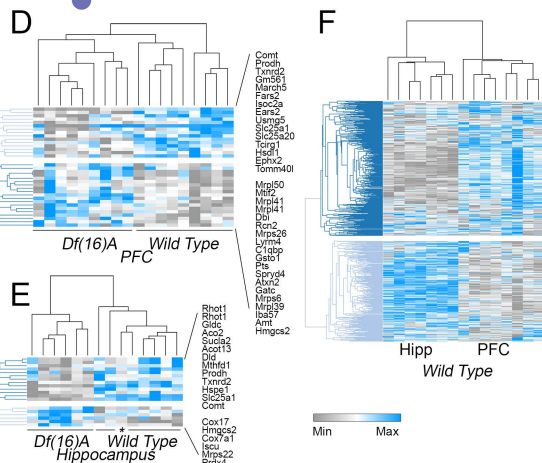 D
Comt
Prodh
Txnrd2
Gm561
March5
Fars2
Isoc2a
Ears2
Usmg5
Slc25a1
Slc25a20
Tcirg1
Hsdl1
Ephx2
Tomm40l
Mrpl50
Mtif2
Mrpl41
Mrpl41
Dbi
Rcn2
Mrps26
Lyrm4
C1qbp
Gsto1
Pts
Spryd4
Atxn2
Gatc
Mrps6
Mrpl39
Iba57
Amt
Hmgcs2
Df(16)A Wild Type
PFC
E
Rhot1
Rhot1
Gldc
Aco2
Sucla2
Acot13
Dld
Mthfd1
Prodh
Txnrd2
Hspe1
Slc25a1
Comt
Cox17
Hmgcs2
Cox7a1
Iscu
Mrps22
Prdx4
*
Df(16)A Wild Type
Hippocampus
F
Hipp PFC
Wild Type
Min Max